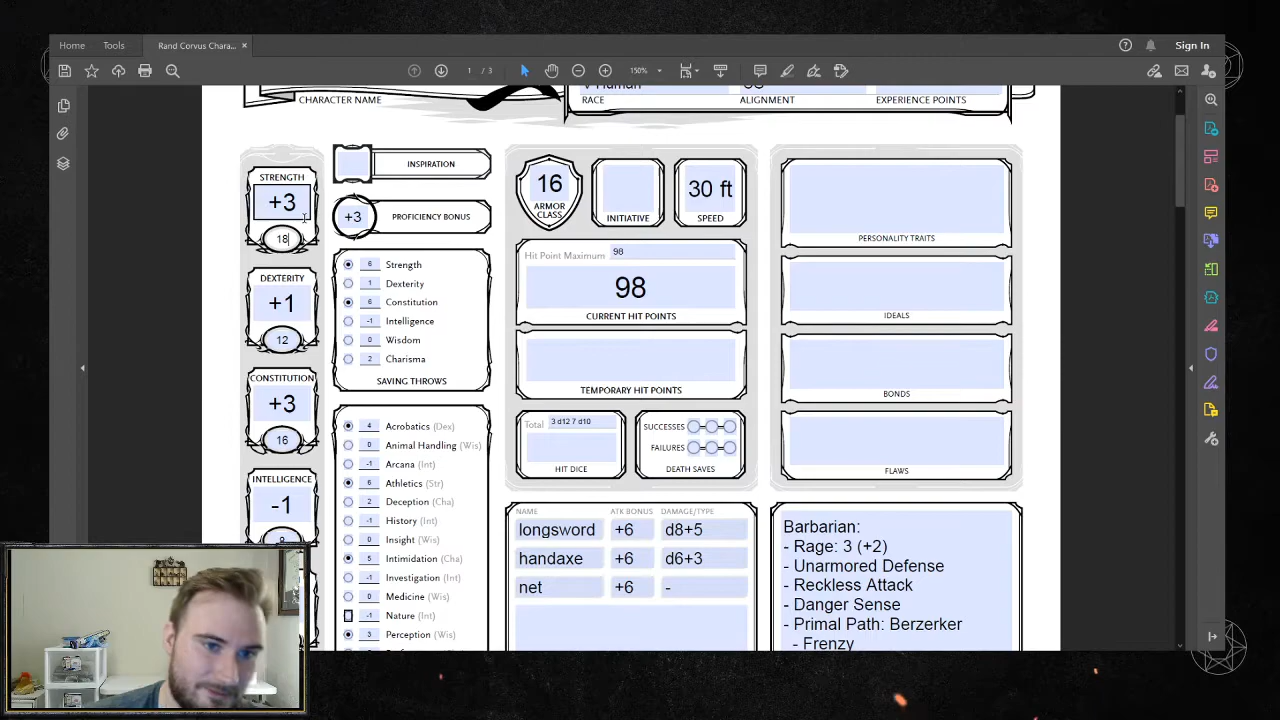 Home Tools Rand Corvus Chara... × Sign In
1 / 3 150%
CHARACTER NAME
RACE ALIGNMENT EXPERIENCE POINTS
STRENGTH
+3
18
DEXTERITY
+1
12
CONSTITUTION
+3
16
INTELLIGENCE
-1
INSPIRATION
+3 PROFICIENCY BONUS
6 Strength
1 Dexterity
6 Constitution
-1 Intelligence
0 Wisdom
2 Charisma
SAVING THROWS
4 Acrobatics (Dex)
0 Animal Handling (Wis)
-1 Arcana (Int)
6 Athletics (Str)
2 Deception (Cha)
-1 History (Int)
0 Insight (Wis)
5 Intimidation (Cha)
-1 Investigation (Int)
0 Medicine (Wis)
-1 Nature (Int)
3 Perception (Wis)
16
ARMOR
CLASS
INITIATIVE
30 ft
SPEED
Hit Point Maximum 98
98
CURRENT HIT POINTS
TEMPORARY HIT POINTS
Total 3 d12 7 d10
HIT DICE
SUCCESSES
FAILURES
DEATH SAVES
NAME ATK BONUS DAMAGE/TYPE
longsword +6 d8+5
handaxe +6 d6+3
net +6 -
PERSONALITY TRAITS
IDEALS
BONDS
FLAWS
Barbarian:
- Rage: 3 (+2)
- Unarmored Defense
- Reckless Attack
- Danger Sense
- Primal Path: Berzerker
- Frenzy